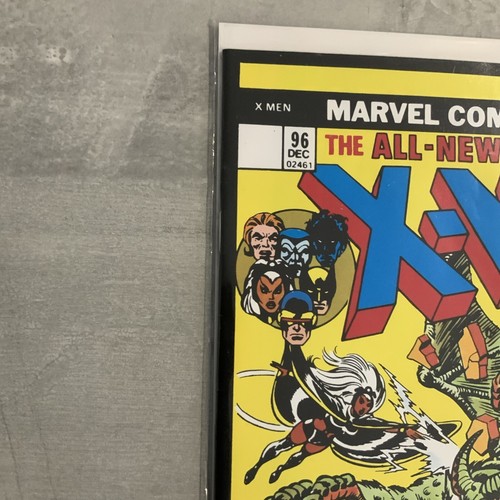 X MEN
MARVEL COM
96
DEC
02461
THE ALL-NEW
X-